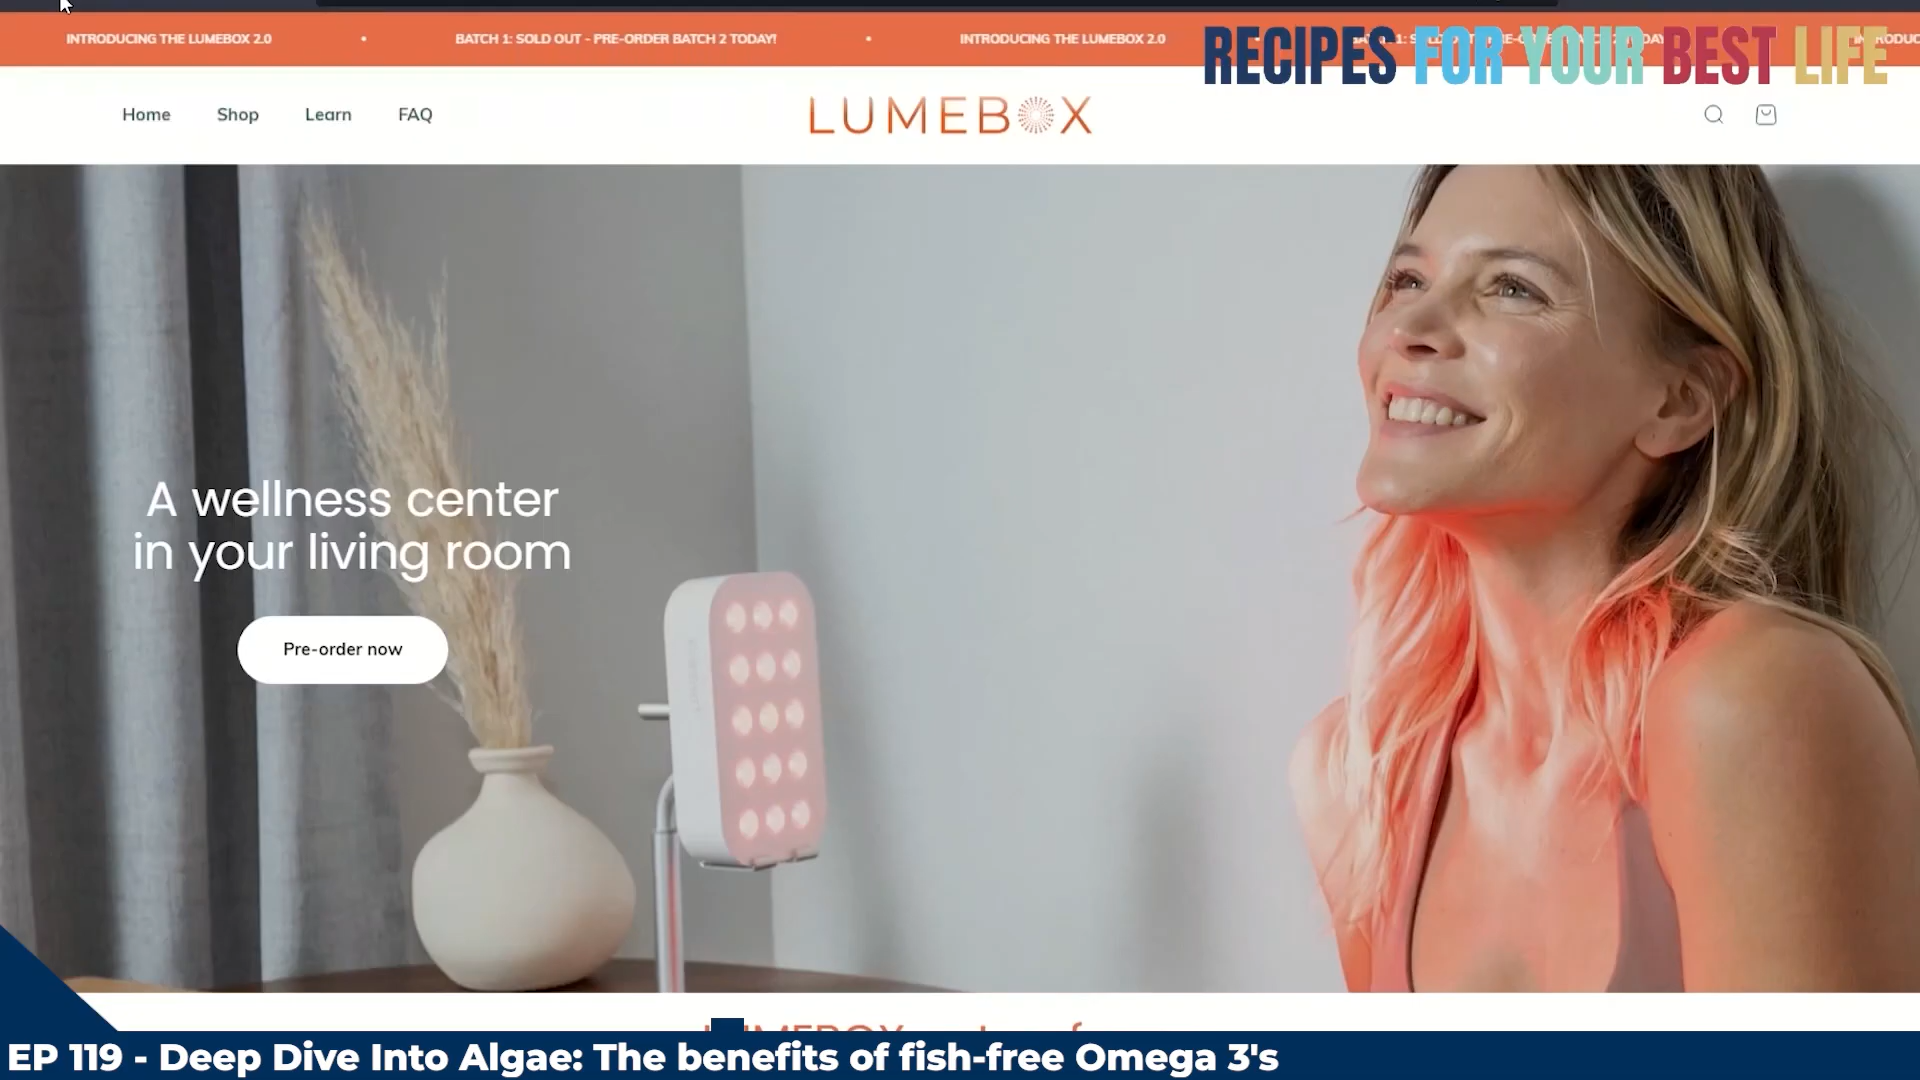 INTRODUCING THE LUMEBOX 2.0 • BATCH 1: SOLD OUT - PRE-ORDER BATCH 2 TODAY! • INTRODUCING THE LUMEBOX 2.0
RECIPES FOR YOUR BEST LIFE
Home Shop Learn FAQ
LUMEBOX
A wellness center
in your living room
Pre-order now
EP 119 - Deep Dive Into Algae: The benefits of fish-free Omega 3's